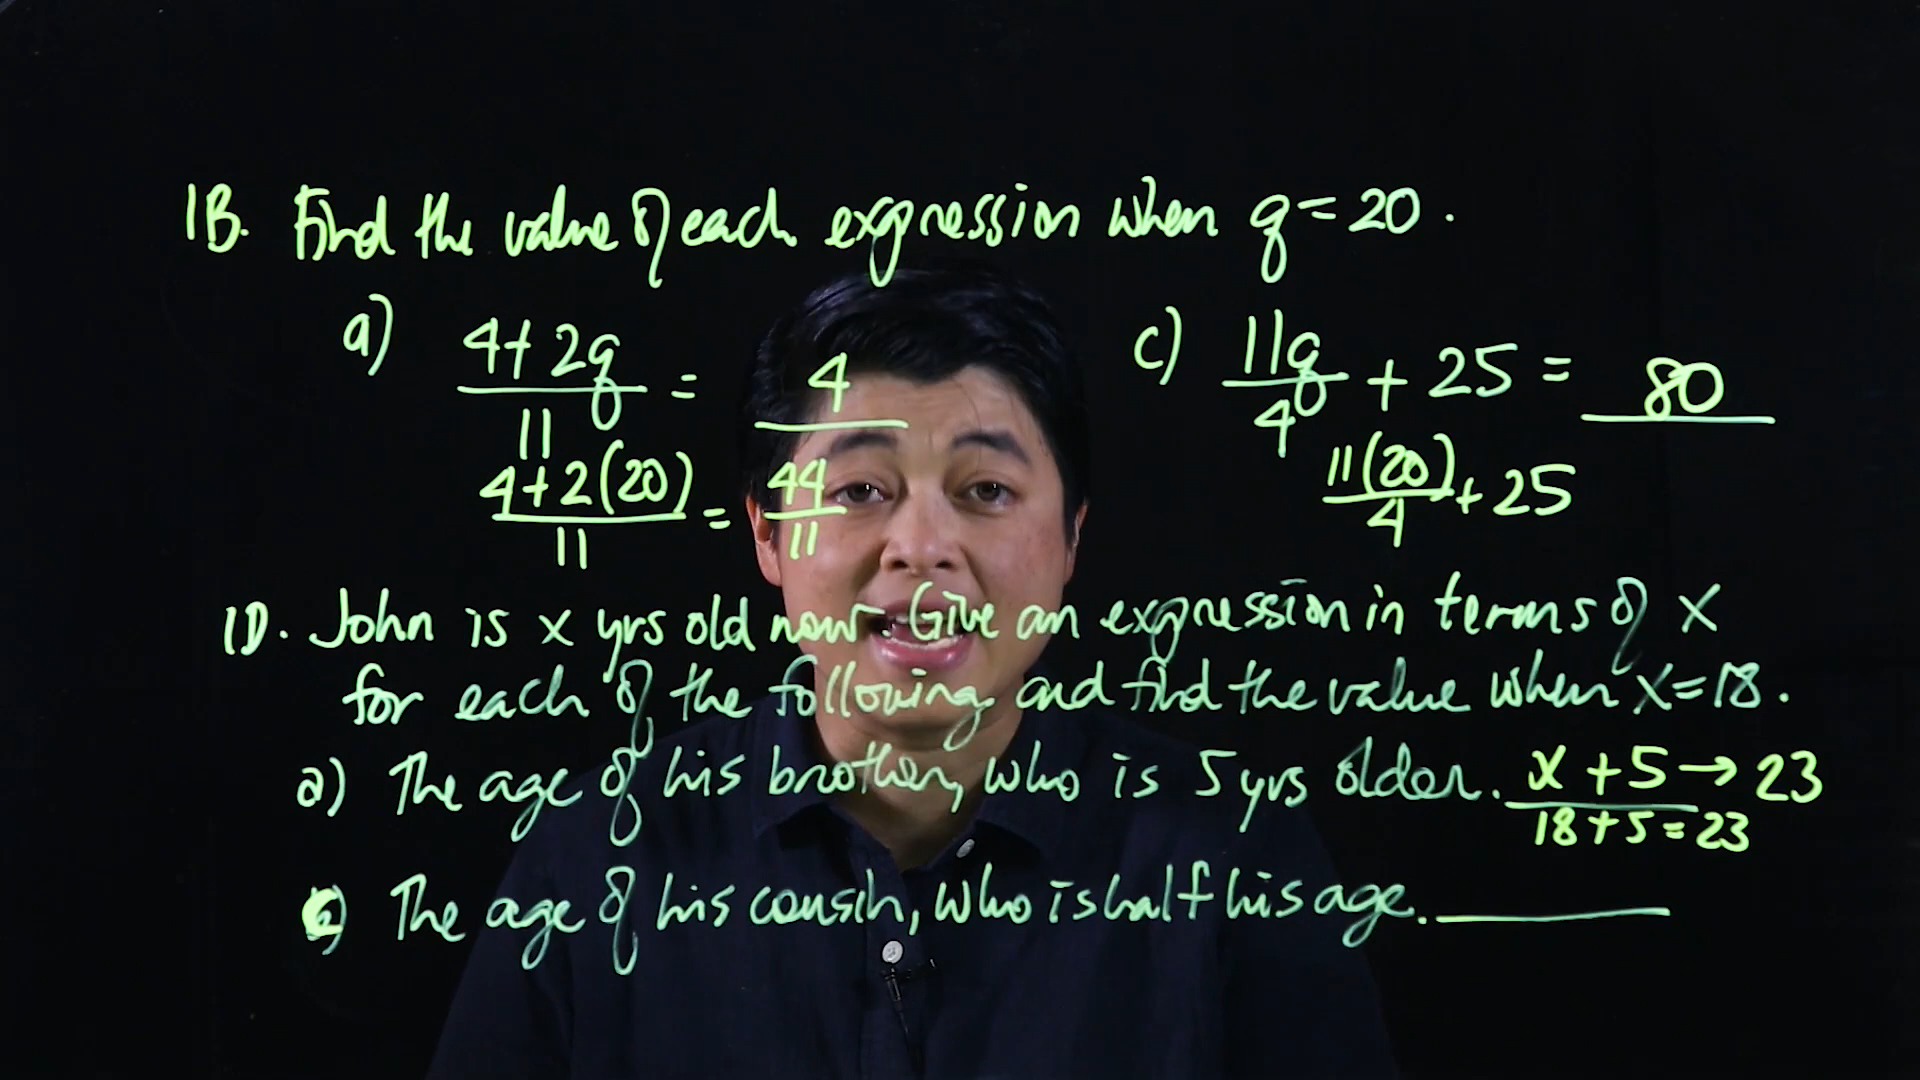 1B. Find the value of each expression when q = 20.
a) 4 + 2q / 11 = 4
4 + 2(20) / 11 = 44 / 11
c) 11q / 4 + 25 = 80
11(20) / 4 + 25
1D. John is x yrs old now. Give an expression in terms of x
for each of the following and find the value when x = 18.
a) The age of his brother, who is 5 yrs older. x + 5 → 23
18 + 5 = 23
c) The age of his cousin, who is half his age.